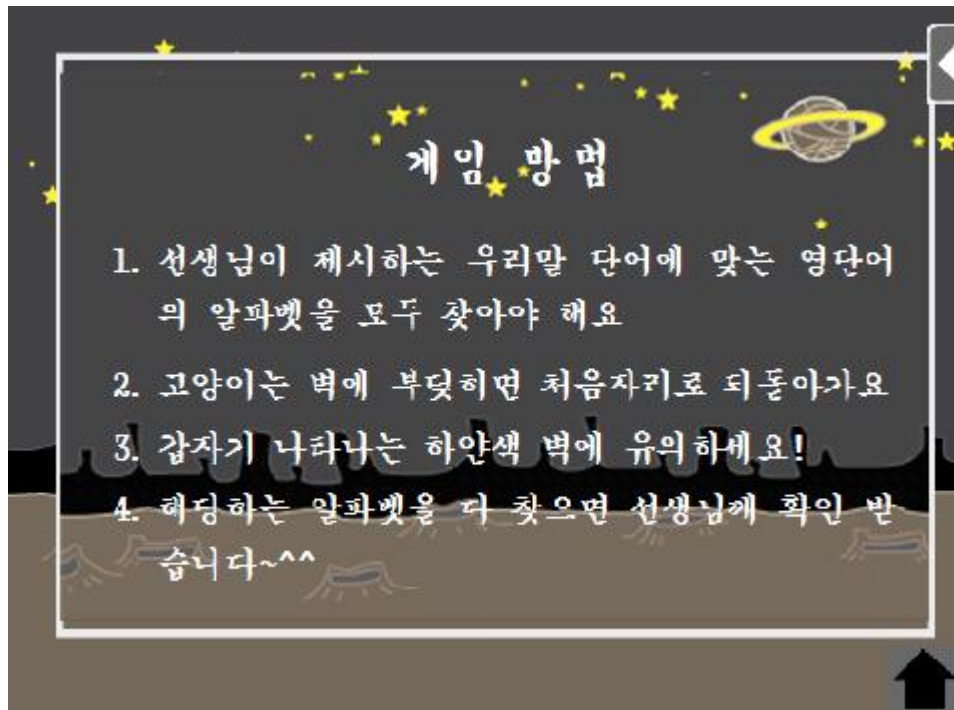 게임 방법
1. 선생님이 제시하는 우리말 단어에 맞는 영단어
의 알파벳을 모두 찾아야 해요
2. 고양이는 벽에 부딪히면 처음자리로 되돌아가요
3. 갑자기 나타나는 하얀색 벽에 유의하세요!
4. 해당하는 알파벳을 다 찾으면 선생님께 확인 받
습니다~^^